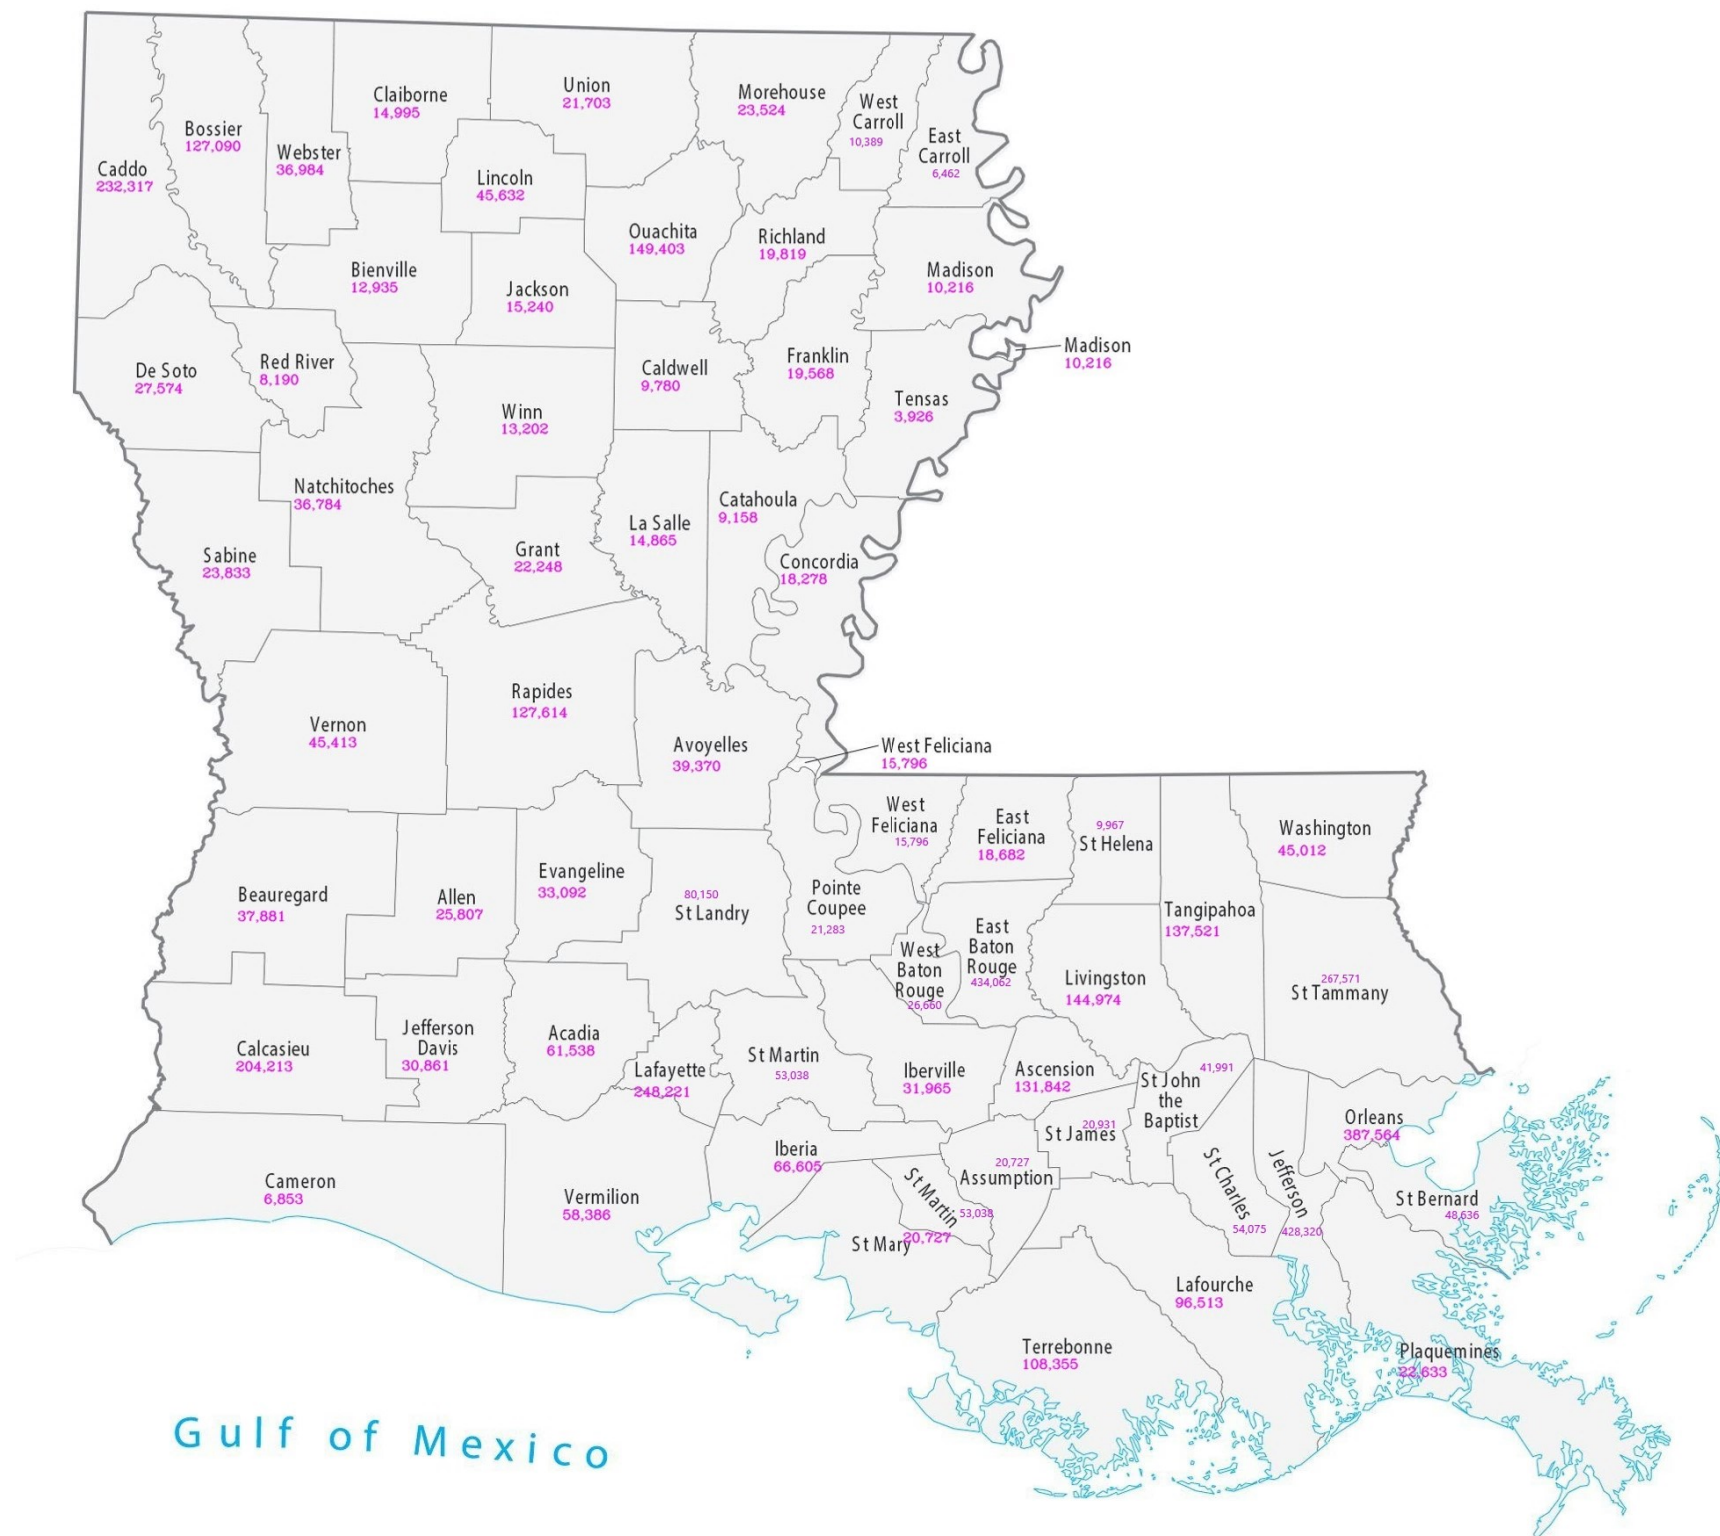 Caddo
232,317
Bossier
127,090
Webster
36,984
Claiborne
14,995
Union
21,703
Lincoln
45,632
Morehouse
23,524
West
Carroll
10,389
East
Carroll
6,462
Ouachita
149,403
Richland
19,819
Madison
10,216
Bienville
12,935
Jackson
15,240
De Soto
27,574
Red River
8,190
Caldwell
9,780
Franklin
19,568
Madison
10,216
Tensas
3,926
Winn
13,202
Natchitoches
36,784
La Salle
14,865
Catahoula
9,158
Concordia
18,278
Sabine
23,833
Grant
22,248
Vernon
45,413
Rapides
127,614
Avoyelles
39,370
West Feliciana
15,796
West
Feliciana
15,796
East
Feliciana
18,682
9,967
St Helena
Washington
45,012
Beauregard
37,881
Allen
25,807
Evangeline
33,092
80,150
St Landry
Pointe
Coupee
21,283
West
Baton
Rouge
26,660
East
Baton
Rouge
434,062
Livingston
144,974
Tangipahoa
137,521
267,571
St Tammany
Calcasieu
204,213
Jefferson
Davis
30,861
Acadia
61,538
Lafayette
248,221
St Martin
53,038
Iberville
31,965
Ascension
131,842
41,991
St John
the
Baptist
20,931
St James
Orleans
387,564
Cameron
6,853
Vermilion
58,386
Iberia
66,605
St Martin
53,038
20,727
Assumption
St Charles
54,075
Jefferson
428,320
St Bernard
48,636
St Mary
20,727
Lafourche
96,513
Terrebonne
108,355
Plaquemines
22,633
Gulf of Mexico